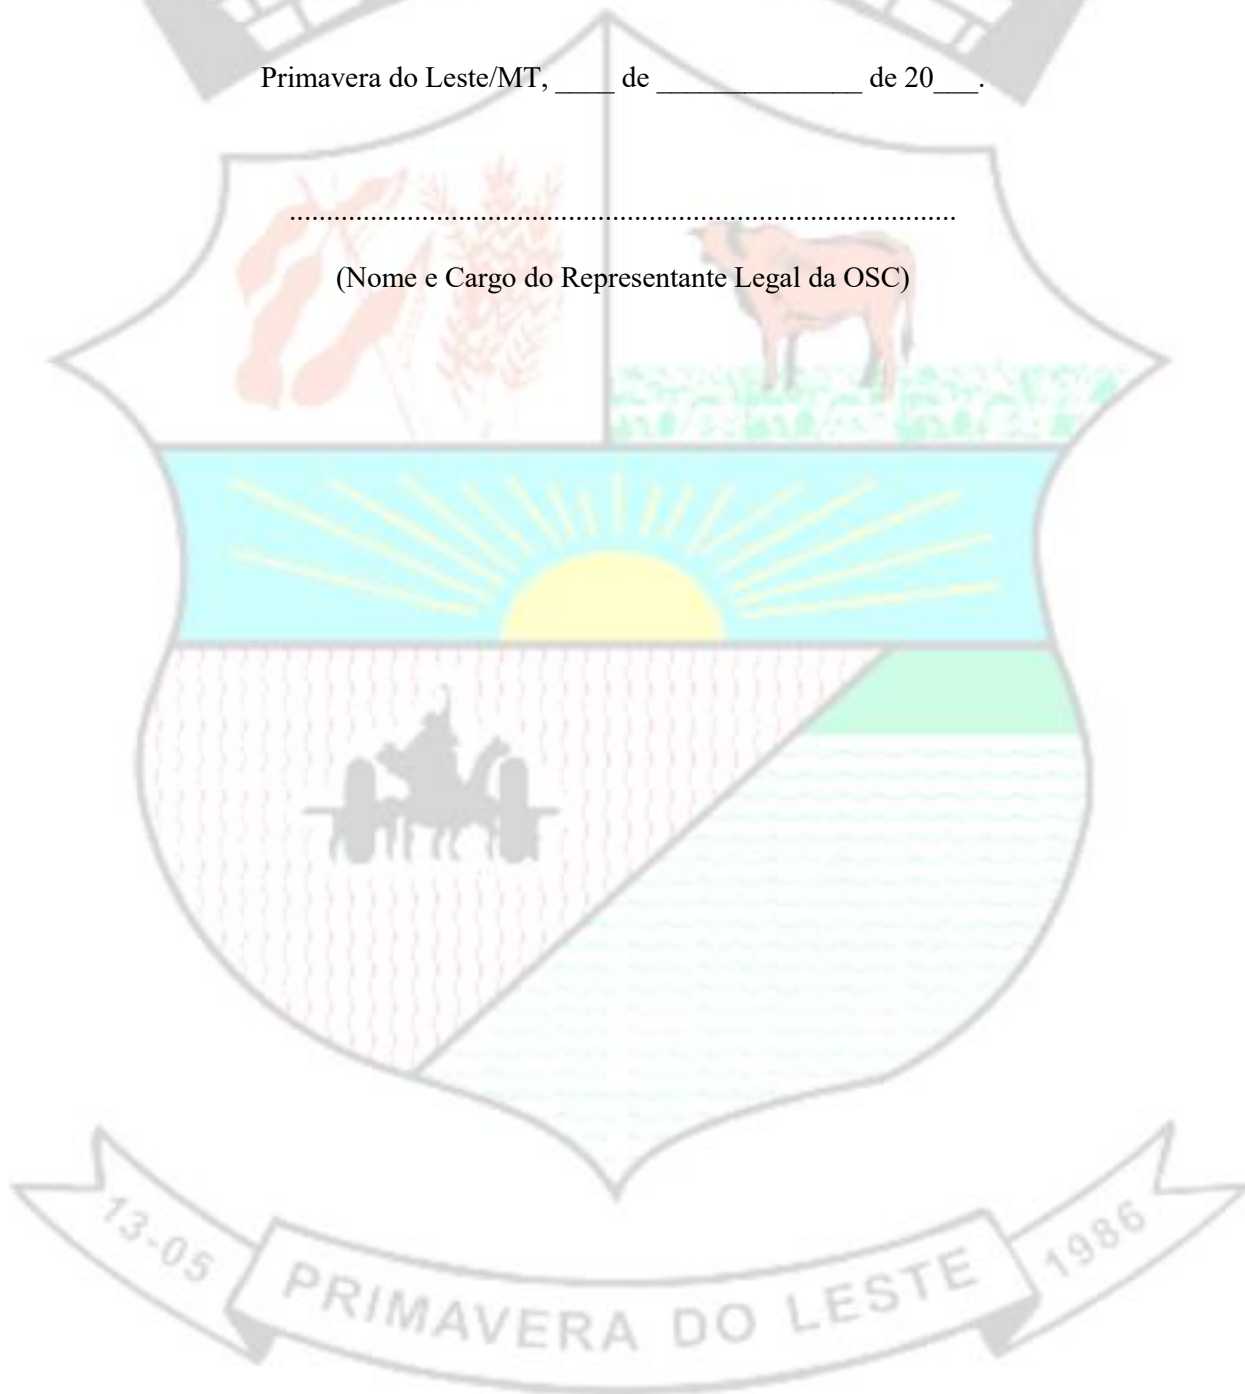 Primavera do Leste/MT, ____ de ______________ de 20___.
...........................................................................................
(Nome e Cargo do Representante Legal da OSC)
13-05
PRIMAVERA DO LESTE
1986